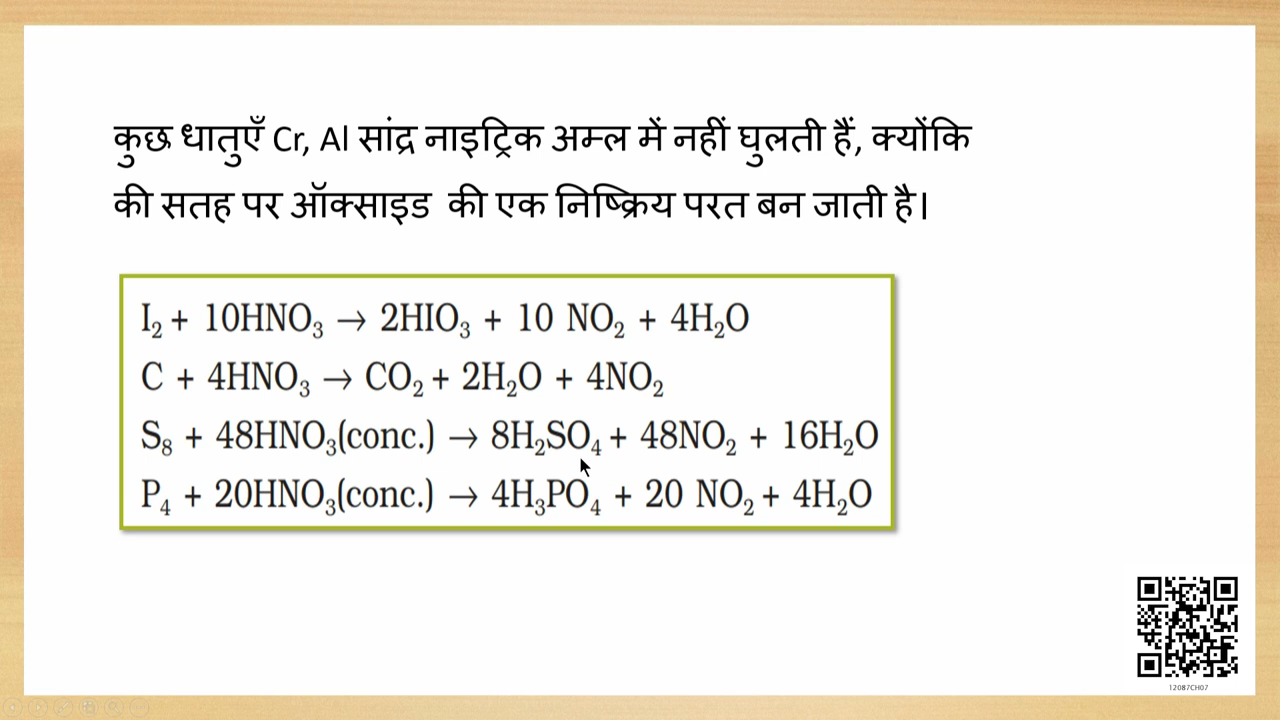 कुछ धातुएँ Cr, Al सांद्र नाइट्रिक अम्ल में नहीं घुलती हैं, क्योंकि
की सतह पर ऑक्साइड की एक निष्क्रिय परत बन जाती है।
I₂ + 10HNO₃ → 2HIO₃ + 10 NO₂ + 4H₂O
C + 4HNO₃ → CO₂ + 2H₂O + 4NO₂
S₈ + 48HNO₃(conc.) → 8H₂SO₄ + 48NO₂ + 16H₂O
P₄ + 20HNO₃(conc.) → 4H₃PO₄ + 20 NO₂ + 4H₂O
12087CH07